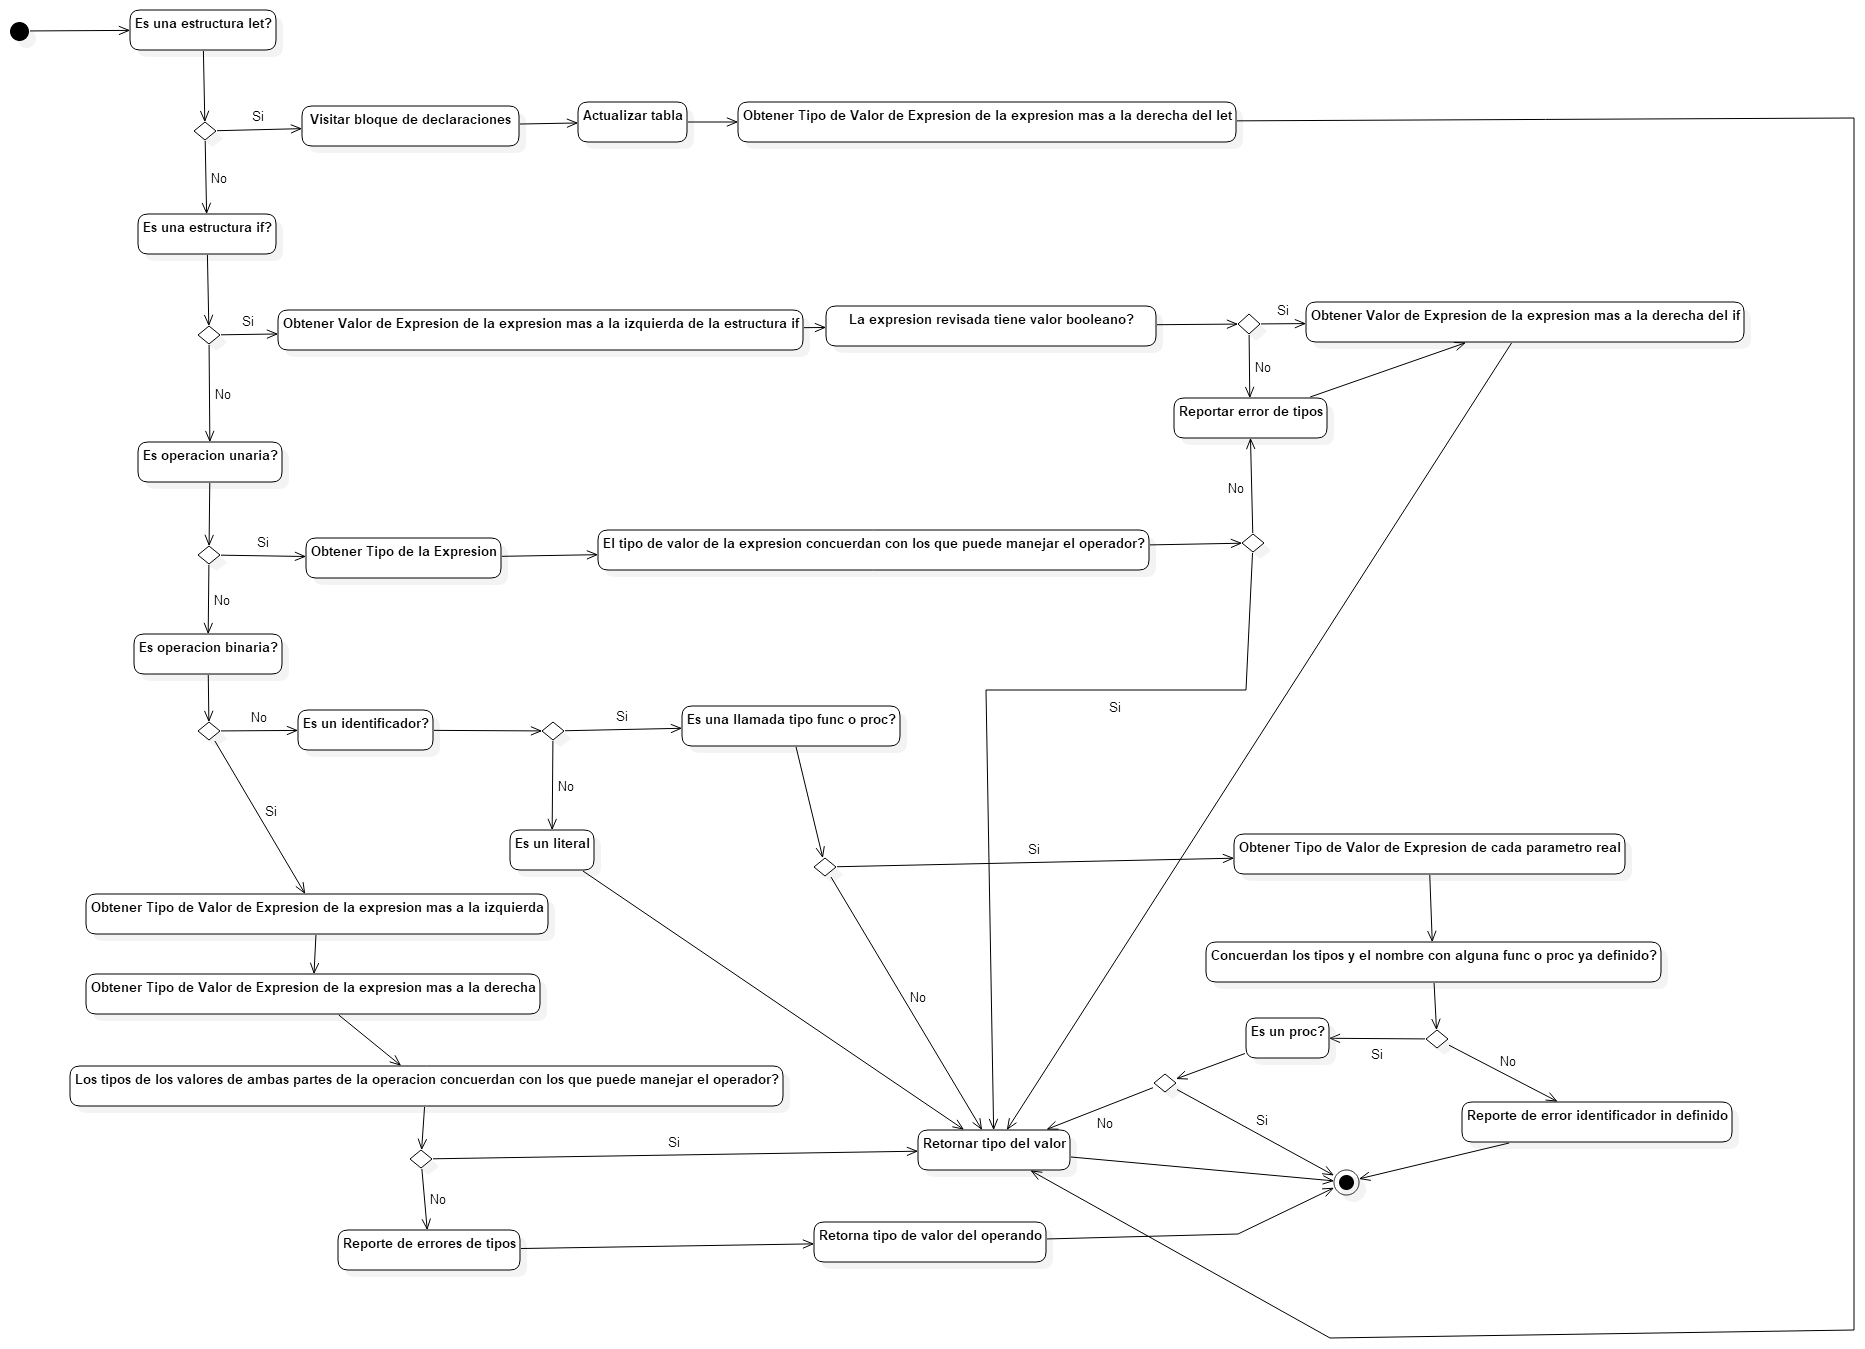 Es una estructura let?
Si
Visitar bloque de declaraciones
Actualizar tabla
Obtener Tipo de Valor de Expresion de la expresion mas a la derecha del let
No
Es una estructura if?
Si
Obtener Valor de Expresion de la expresion mas a la izquierda de la estructura if
La expresion revisada tiene valor booleano?
Si
Obtener Valor de Expresion de la expresion mas a la derecha del if
No
No
Reportar error de tipos
Es operacion unaria?
No
Si
Obtener Tipo de la Expresion
El tipo de valor de la expresion concuerdan con los que puede manejar el operador?
No
Es operacion binaria?
Si
No
Es un identificador?
Si
Es una llamada tipo func o proc?
No
Si
Es un literal
Si
Obtener Tipo de Valor de Expresion de cada parametro real
Obtener Tipo de Valor de Expresion de la expresion mas a la izquierda
Concuerdan los tipos y el nombre con alguna func o proc ya definido?
Obtener Tipo de Valor de Expresion de la expresion mas a la derecha
No
Es un proc?
Si
No
Los tipos de los valores de ambas partes de la operacion concuerdan con los que puede manejar el operador?
No
Si
Reporte de error identificador in definido
Si
Retornar tipo del valor
No
Reporte de errores de tipos
Retorna tipo de valor del operando